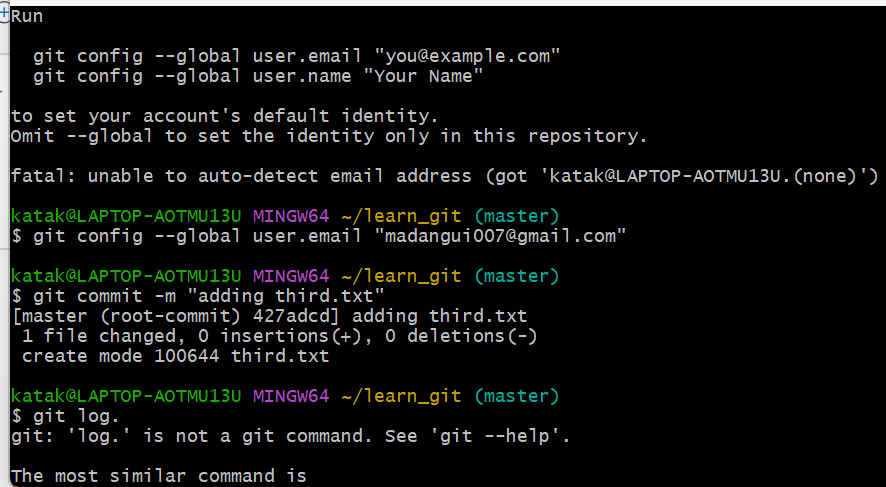 Run
  git config --global user.email "you@example.com"
  git config --global user.name "Your Name"
to set your account's default identity.
Omit --global to set the identity only in this repository.
fatal: unable to auto-detect email address (got 'katak@LAPTOP-AOTMU13U.(none)')
katak@LAPTOP-AOTMU13U MINGW64 ~/learn_git (master)
$ git config --global user.email "madangui007@gmail.com"
katak@LAPTOP-AOTMU13U MINGW64 ~/learn_git (master)
$ git commit -m "adding third.txt"
[master (root-commit) 427adcd] adding third.txt
 1 file changed, 0 insertions(+), 0 deletions(-)
 create mode 100644 third.txt
katak@LAPTOP-AOTMU13U MINGW64 ~/learn_git (master)
$ git log.
git: 'log.' is not a git command. See 'git --help'.
The most similar command is